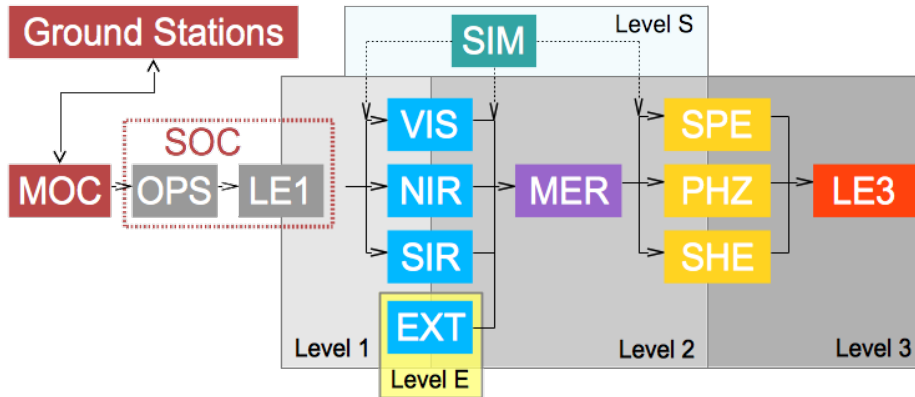 Ground Stations
SIM
Level S
SOC
VIS
SPE
MOC
OPS
LE1
NIR
MER
PHZ
LE3
SIR
SHE
EXT
Level 1
Level 2
Level 3
Level E